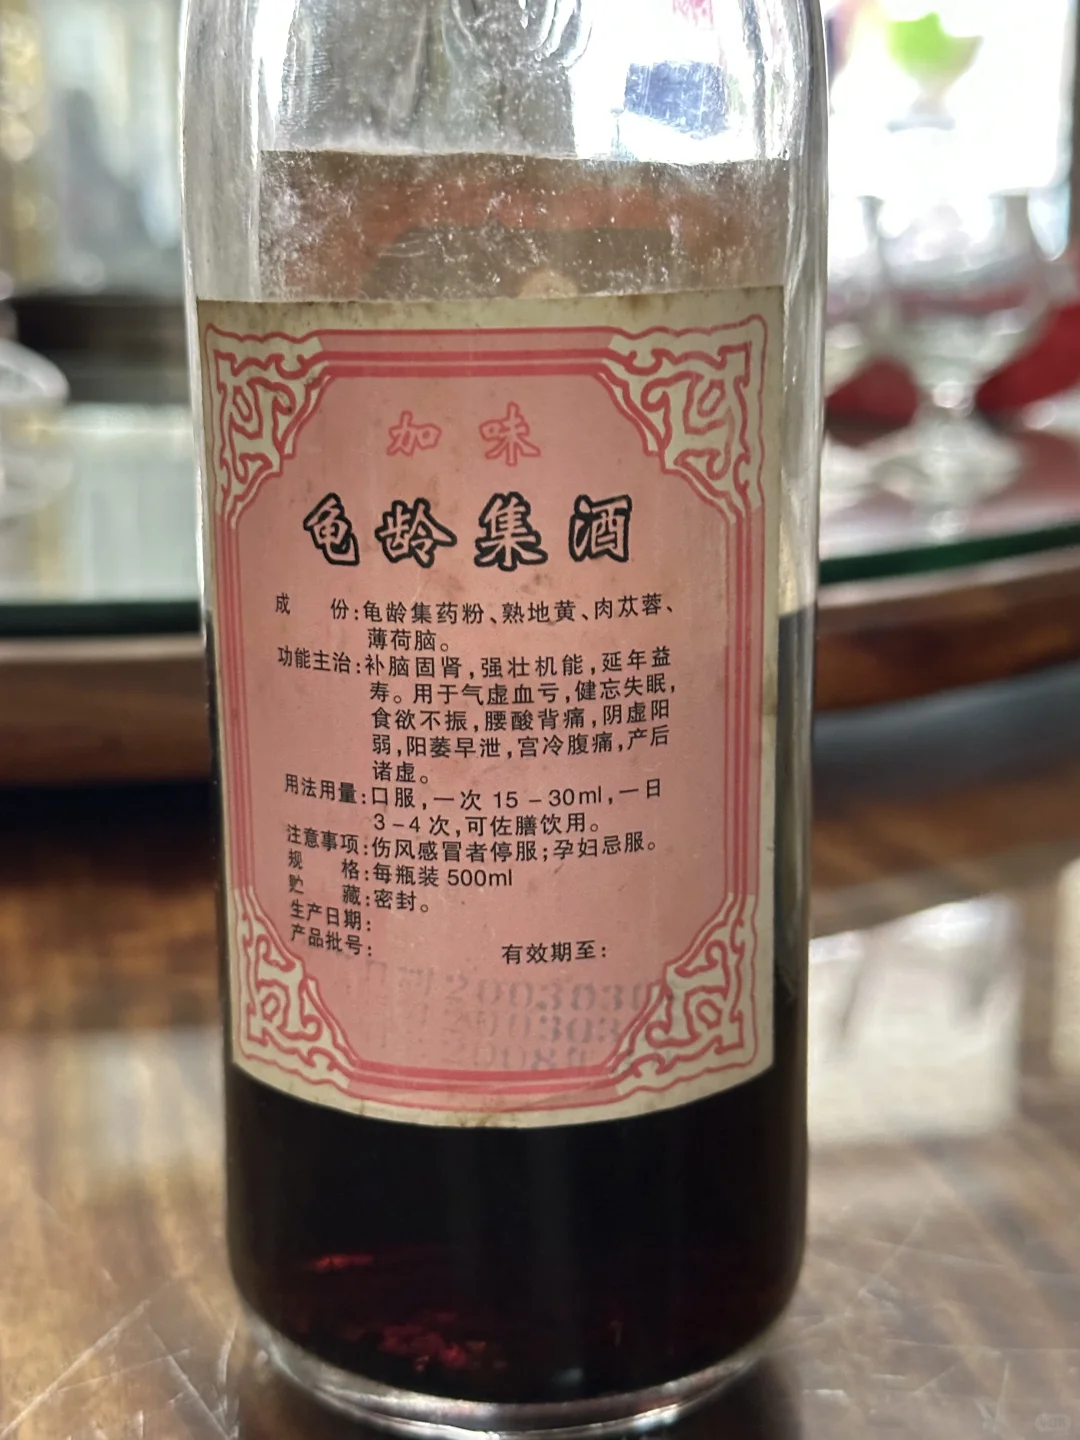 加味
龟龄集酒
成 份:龟龄集药粉、熟地黄、肉苁蓉、
薄荷脑。
功能主治:补脑固肾,强壮机能,延年益
寿。用于气虚血亏,健忘失眠,
食欲不振,腰酸背痛,阴虚阳
弱,阳萎早泄,宫冷腹痛,产后
诸虚。
用法用量:口服,一次 15－30ml,一日
3－4 次,可佐膳饮用。
注意事项:伤风感冒者停服;孕妇忌服。
规 格:每瓶装 500ml
贮 藏:密封。
生产日期:
产品批号: 有效期至: